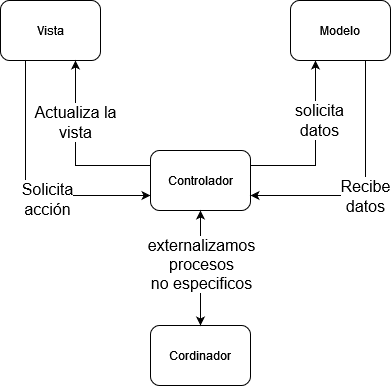 Vista
Modelo
Actualiza la
vista
solicita
datos
Controlador
Solicita
acción
Recibe
datos
externalizamos
procesos
no especificos
Cordinador